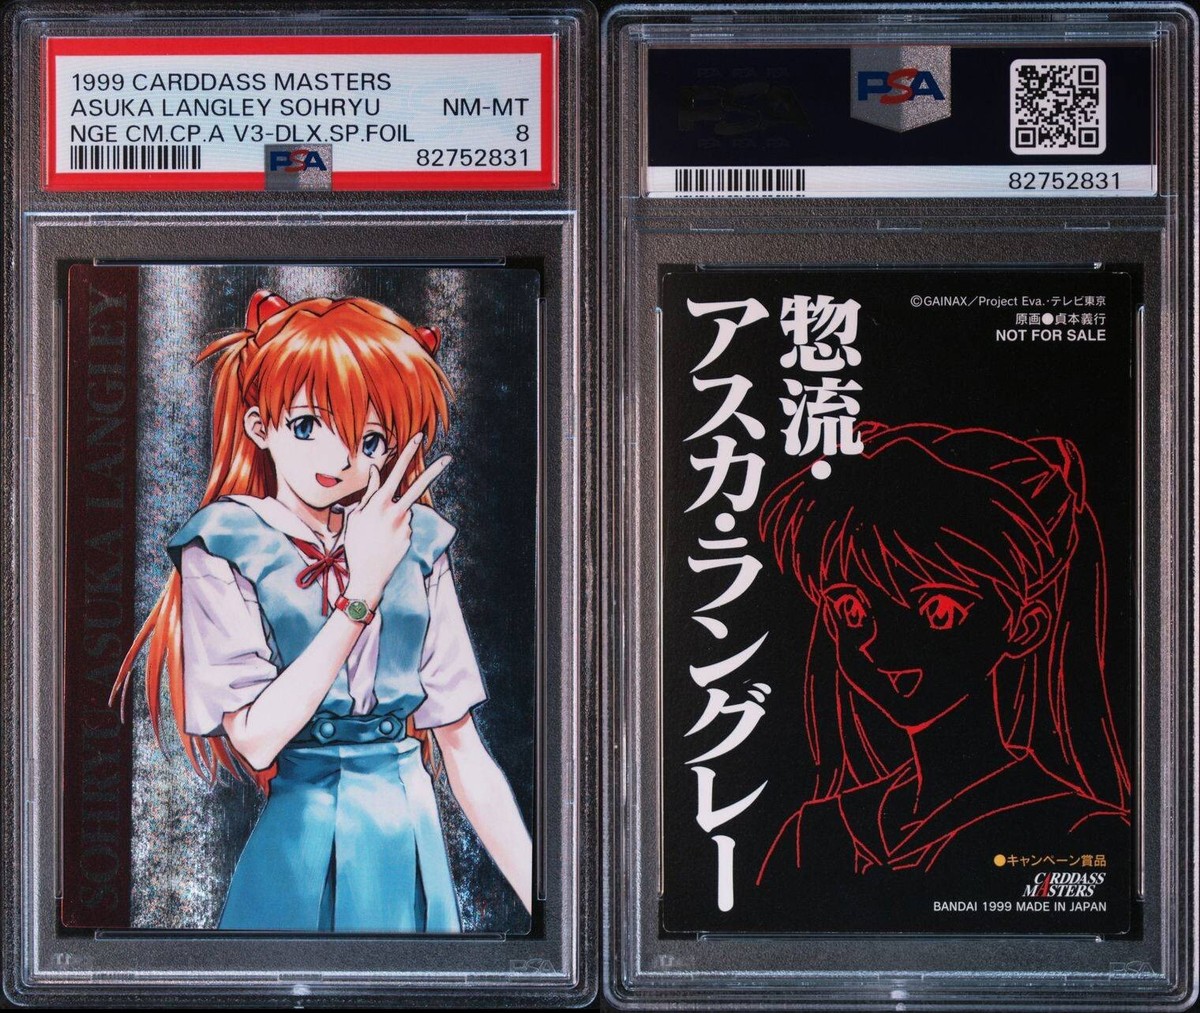 1999 CARDDASS MASTERS
ASUKA LANGLEY SOHRYU NM-MT
NGE CM.CP.A V3-DLX.SP.FOIL 8
PSA 82752831
SOHRYU ASUKA LANGLEY
PSA
PSA
82752831
©GAINAX／Project Eva.・テレビ東京
原画●貞本義行
NOT FOR SALE
惣流・
アスカ・ラングレー
●キャンペーン賞品
CARDDASS
MASTERS
BANDAI 1999 MADE IN JAPAN
PSA